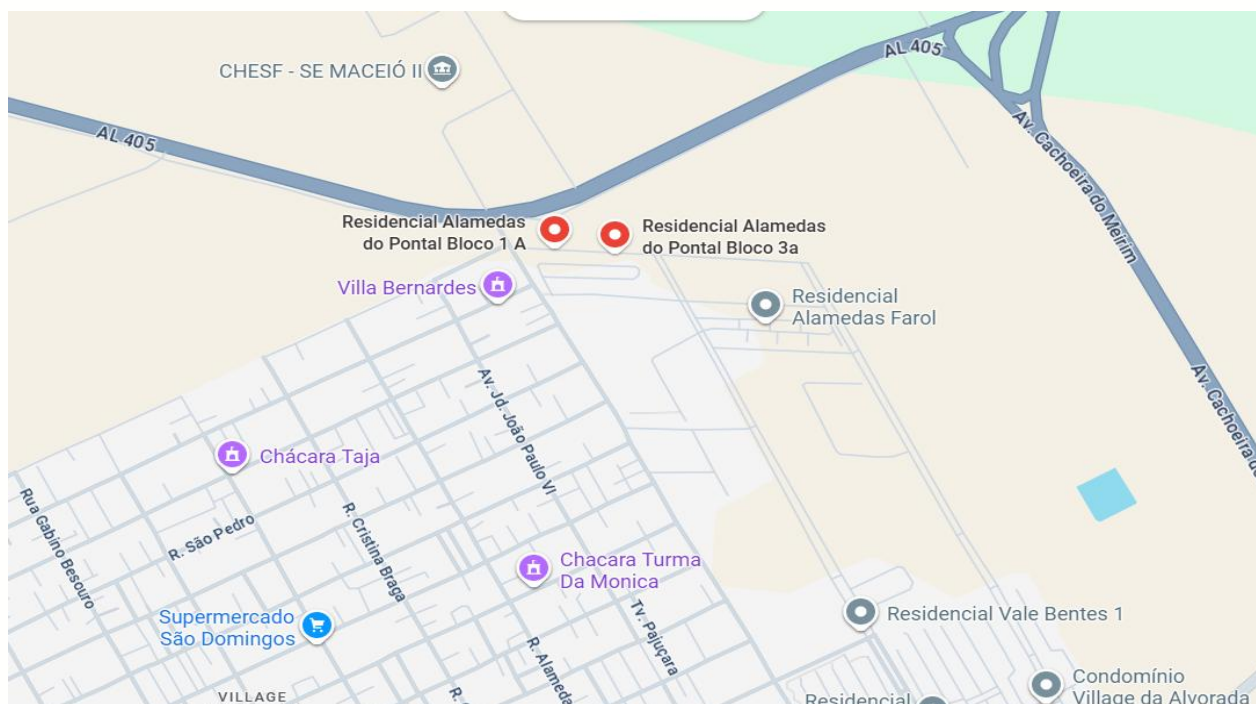 CHESF - SE MACEIÓ II
AL 405
AL 405
Av. Cachoeira do Meirim
Residencial Alamedas
do Pontal Bloco 1 A
Residencial Alamedas
do Pontal Bloco 3a
Villa Bernardes
Residencial
Alamedas Farol
Av. Jd. João Paulo VI
Av. Cachoeira do
Chácara Taja
Rua Gabino Besouro
R. São Pedro
R. Cristina Braga
Chacara Turma
Da Monica
Supermercado
São Domingos
Tv. Pajuçara
R. Alameda
Residencial Vale Bentes 1
VILLAGE
R.
Residencial
Condomínio
Village da Alvorada